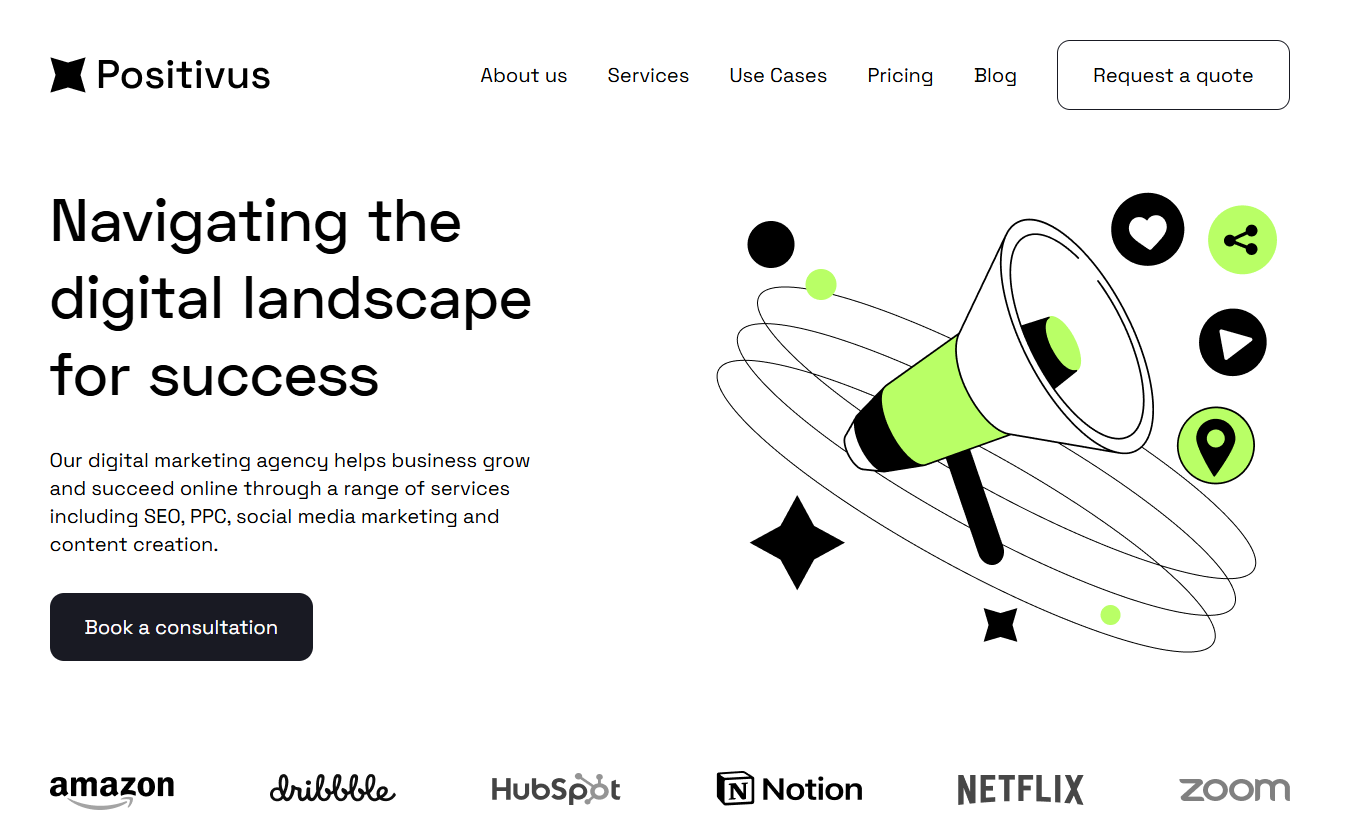 Positivus
About us
Services
Use Cases
Pricing
Blog
Request a quote
Navigating the
digital landscape
for success
Our digital marketing agency helps business grow
and succeed online through a range of services
including SEO, PPC, social media marketing and
content creation.
Book a consultation
amazon
dribbble
HubSpot
N Notion
NETFLIX
zoom